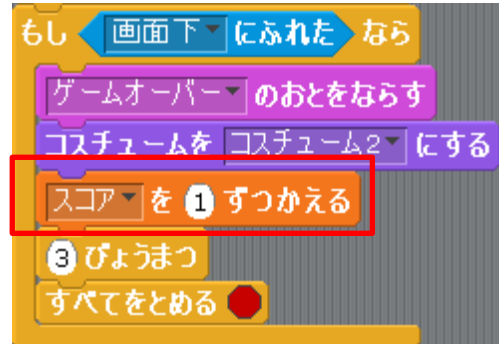 もし 画面下 にふれた なら
ゲームオーバー のおとをならす
コスチュームを コスチューム2 にする
スコア を 1 ずつかえる
3 びょうまつ
すべてをとめる